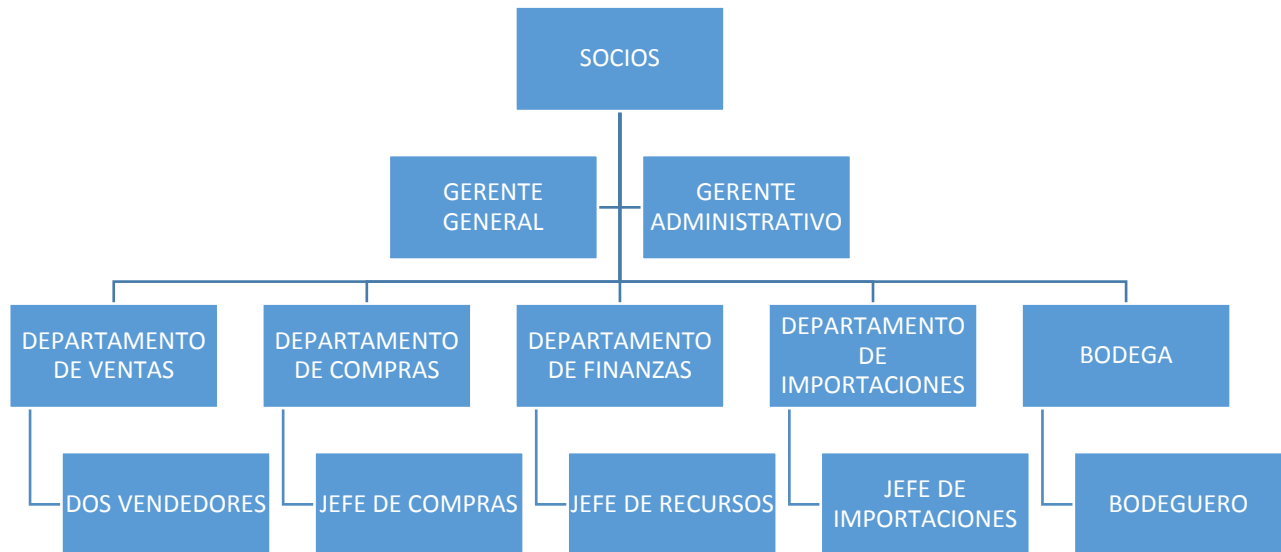 SOCIOS
GERENTE
GENERAL
GERENTE
ADMINISTRATIVO
DEPARTAMENTO
DE VENTAS
DEPARTAMENTO
DE COMPRAS
DEPARTAMENTO
DE FINANZAS
DEPARTAMENTO
DE
IMPORTACIONES
BODEGA
DOS VENDEDORES
JEFE DE COMPRAS
JEFE DE RECURSOS
JEFE DE
IMPORTACIONES
BODEGUERO